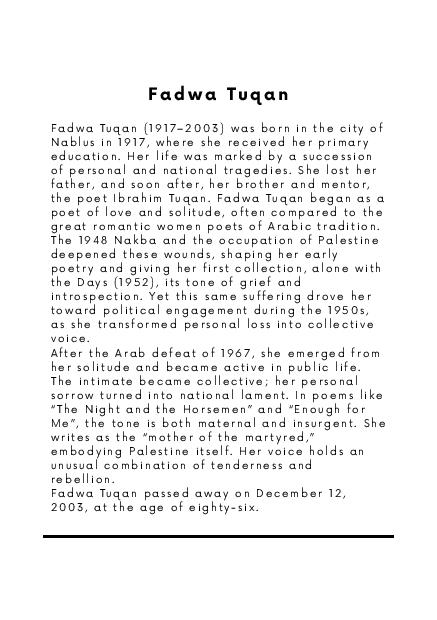 Fadwa Tuqan
Fadwa Tuqan (1917–2003) was born in the city of
Nablus in 1917, where she received her primary
education. Her life was marked by a succession
of personal and national tragedies. She lost her
father, and soon after, her brother and mentor,
the poet Ibrahim Tuqan. Fadwa Tuqan began as a
poet of love and solitude, often compared to the
great romantic women poets of Arabic tradition.
The 1948 Nakba and the occupation of Palestine
deepened these wounds, shaping her early
poetry and giving her first collection, alone with
the Days (1952), its tone of grief and
introspection. Yet this same suffering drove her
toward political engagement during the 1950s,
as she transformed personal loss into collective
voice.
After the Arab defeat of 1967, she emerged from
her solitude and became active in public life.
The intimate became collective; her personal
sorrow turned into national lament. In poems like
“The Night and the Horsemen” and “Enough for
Me”, the tone is both maternal and insurgent. She
writes as the “mother of the martyred,”
embodying Palestine itself. Her voice holds an
unusual combination of tenderness and
rebellion.
Fadwa Tuqan passed away on December 12,
2003, at the age of eighty-six.